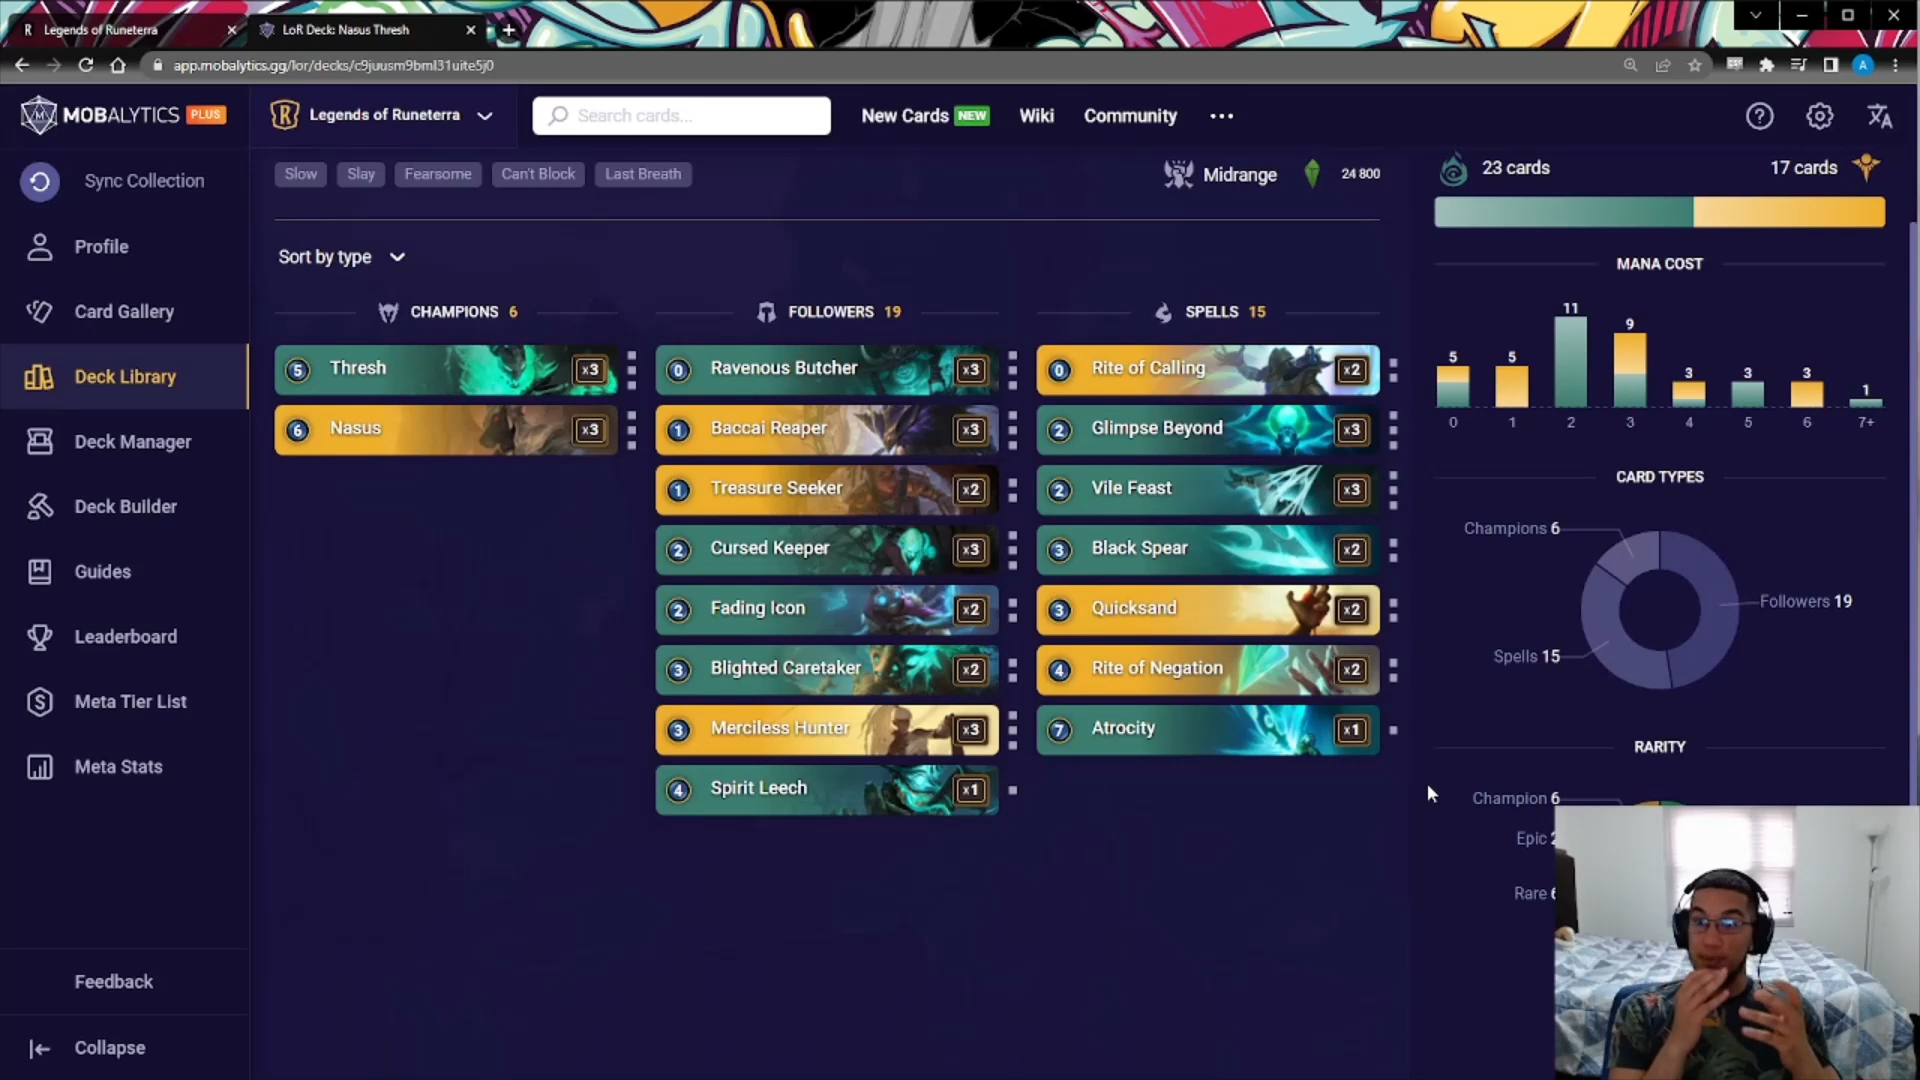 Legends of Runeterra
LoR Deck: Nasus Thresh
app.mobalytics.gg/lor/decks/c9juusm9bml31uite5j0
A
MOBALYTICS PLUS
Legends of Runeterra
Search cards...
New Cards NEW
Wiki
Community
Sync Collection
Profile
Card Gallery
Deck Library
Deck Manager
Deck Builder
Guides
Leaderboard
Meta Tier List
Meta Stats
Feedback
Collapse
Slow
Slay
Fearsome
Can't Block
Last Breath
Midrange
24 800
Sort by type
CHAMPIONS 6
5 Thresh x3
6 Nasus x3
FOLLOWERS 19
0 Ravenous Butcher x3
1 Baccai Reaper x3
1 Treasure Seeker x2
2 Cursed Keeper x3
2 Fading Icon x2
3 Blighted Caretaker x2
3 Merciless Hunter x3
4 Spirit Leech x1
SPELLS 15
0 Rite of Calling x2
2 Glimpse Beyond x3
2 Vile Feast x3
3 Black Spear x2
3 Quicksand x2
4 Rite of Negation x2
7 Atrocity x1
23 cards
17 cards
MANA COST
5 5 11 9 3 3 3 1
0 1 2 3 4 5 6 7+
CARD TYPES
Champions 6
Followers 19
Spells 15
RARITY
Champion 6
Epic
Rare 6